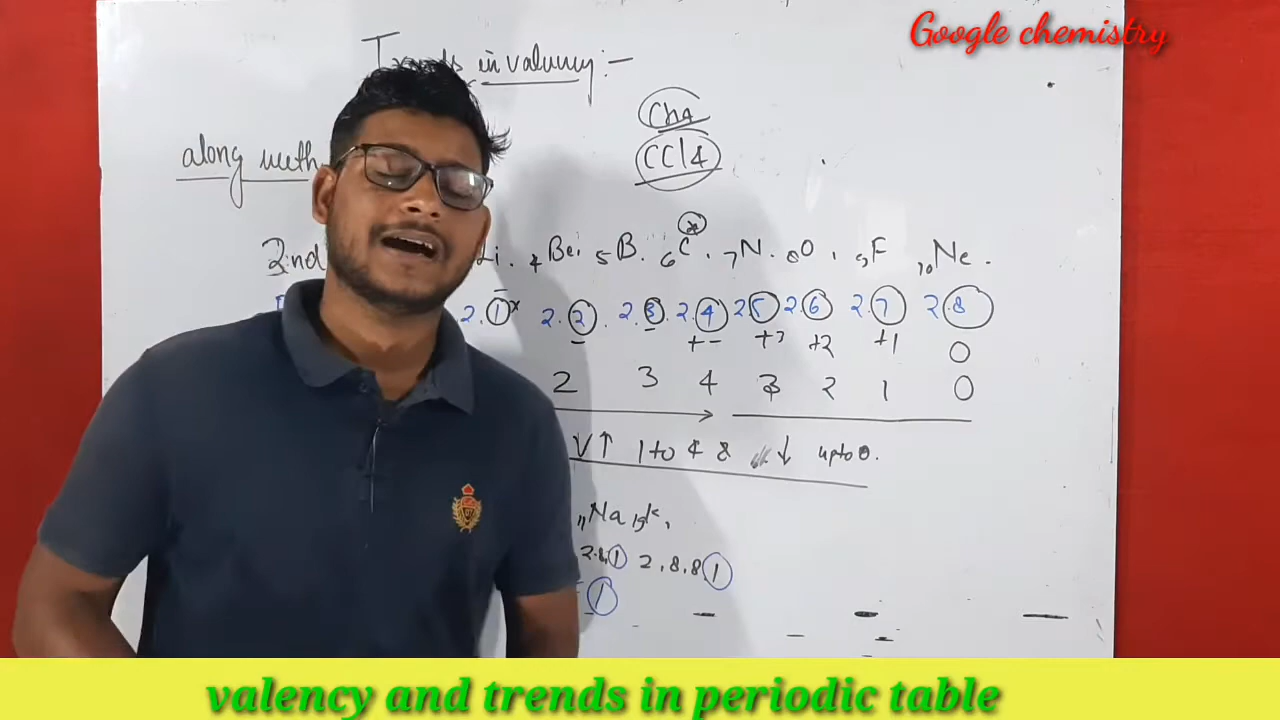 Google chemistry
Trends in valency:-
CH4
CCl4
along
2nd Li. 4Be, 5B. 6C. 7N. 8O, 9F 10Ne.
2.1 2.2. 2.3. 2.4 2.5 2.6 2.7 2.8
+- +3 +2 +1 0
2 3 4 3 2 1 0
V↑ 1 to 4 & ↓ upto 0.
11Na 19K,
2.8.1 2,8.8,1
1
valency and trends in periodic table